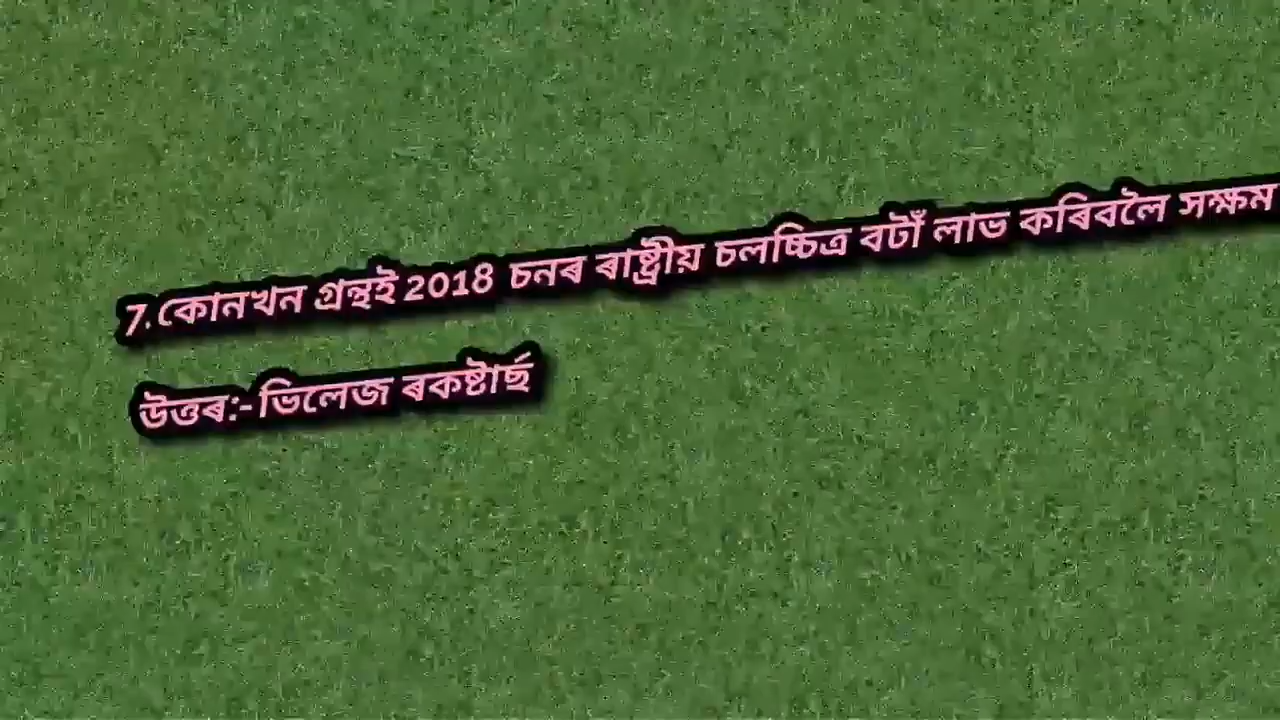 7.কোনখন গ্ৰন্থই 2018 চনৰ ৰাষ্ট্ৰীয় চলচ্চিত্ৰ বটাঁ লাভ কৰিবলৈ সক্ষম
উত্তৰ:-ভিলেজ ৰকষ্টাৰ্ছ